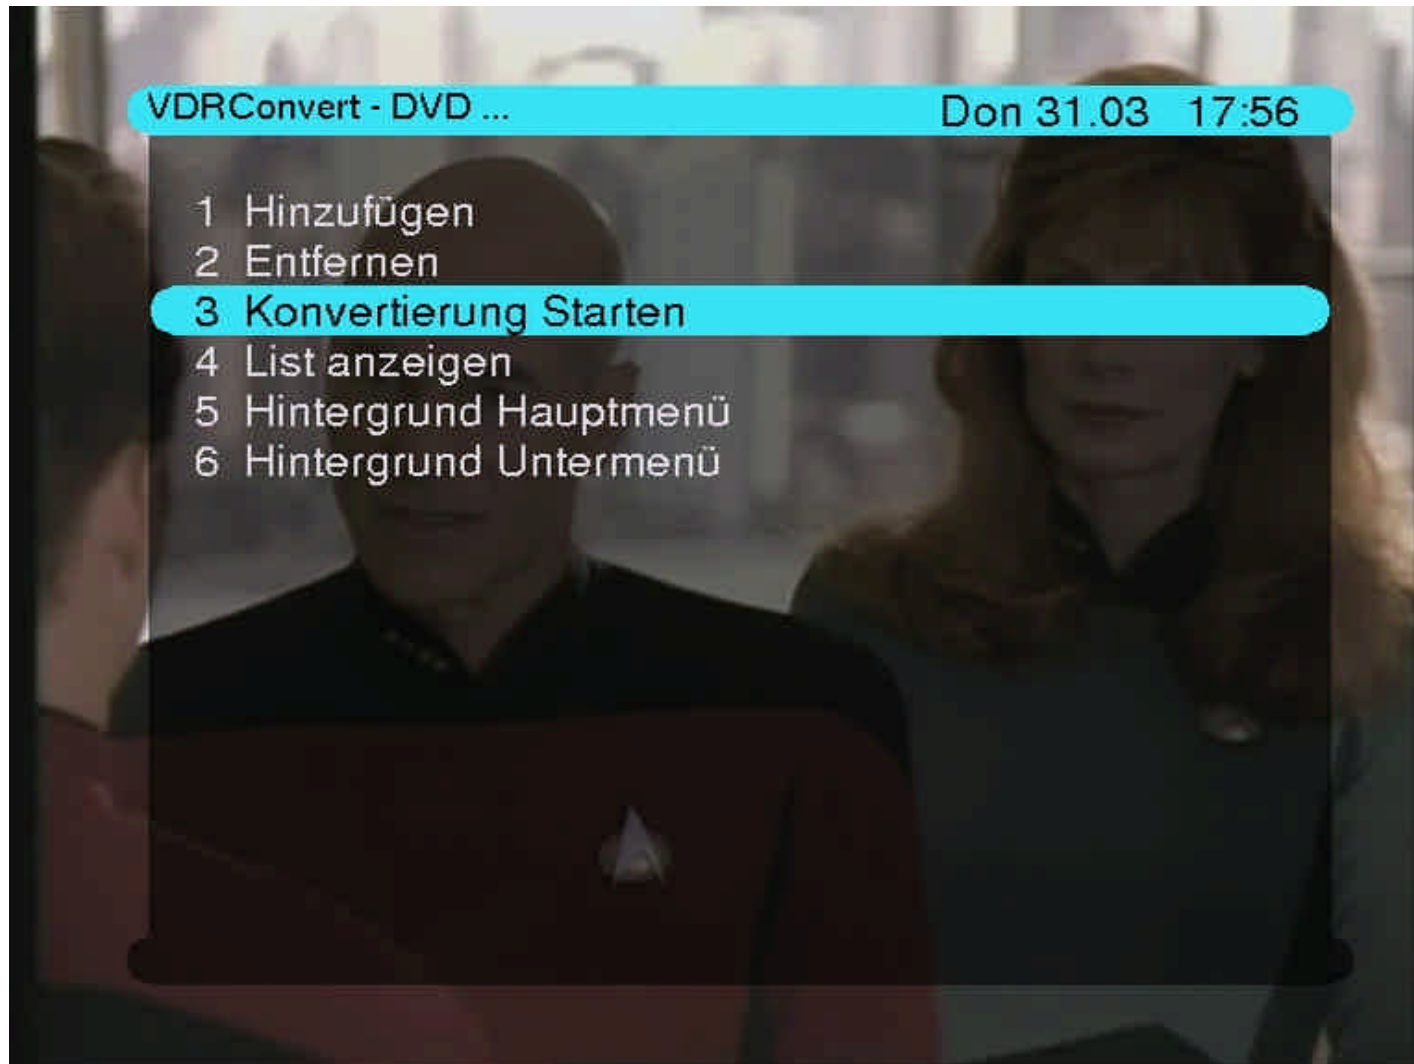 VDRConvert - DVD ... Don 31.03 17:56
1 Hinzufügen
2 Entfernen
3 Konvertierung Starten
4 List anzeigen
5 Hintergrund Hauptmenü
6 Hintergrund Untermenü